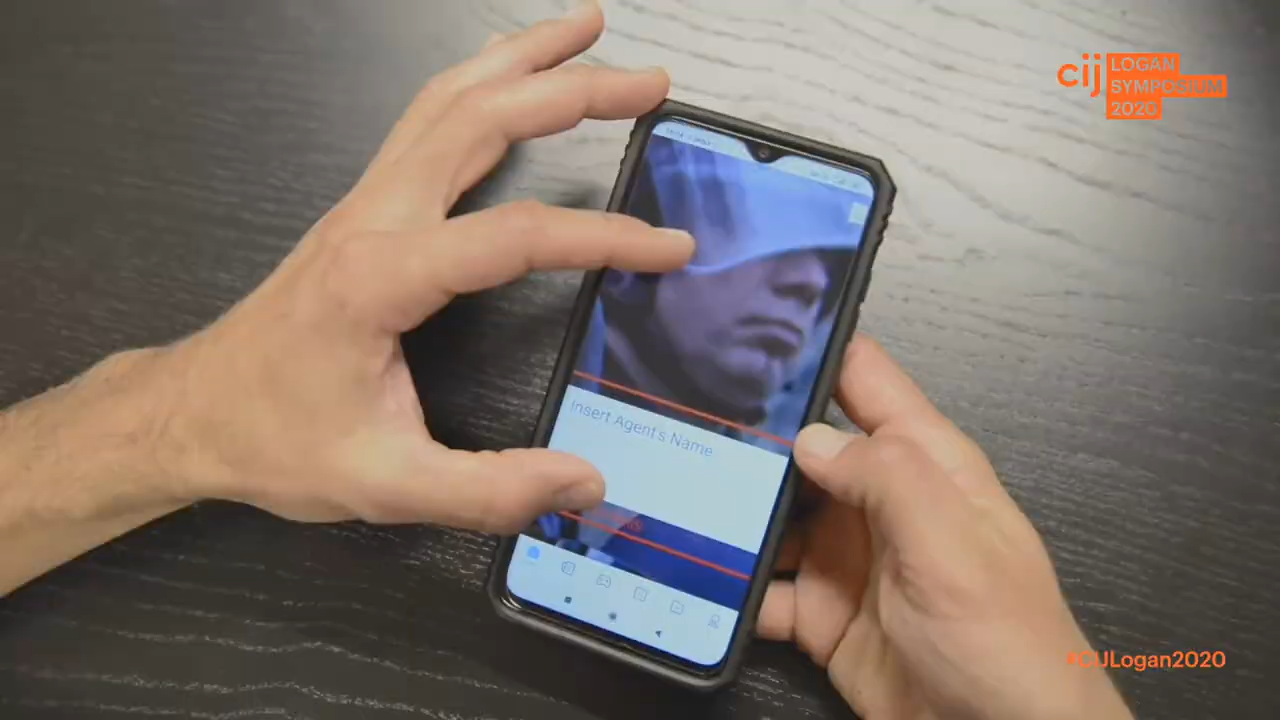 cij LOGAN
SYMPOSIUM
2020
Insert Agent's Name
#CIJLogan2020